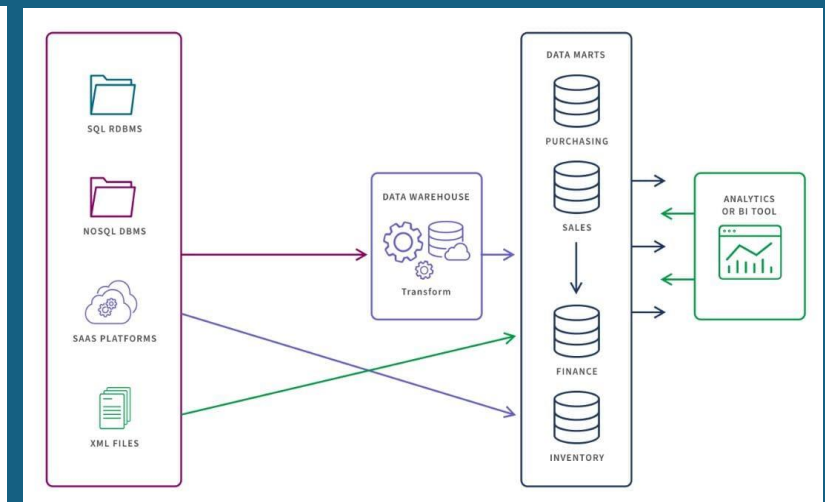 SQL RDBMS
NOSQL DBMS
SAAS PLATFORMS
XML FILES
DATA WAREHOUSE
Transform
DATA MARTS
PURCHASING
SALES
FINANCE
INVENTORY
ANALYTICS
OR BI TOOL